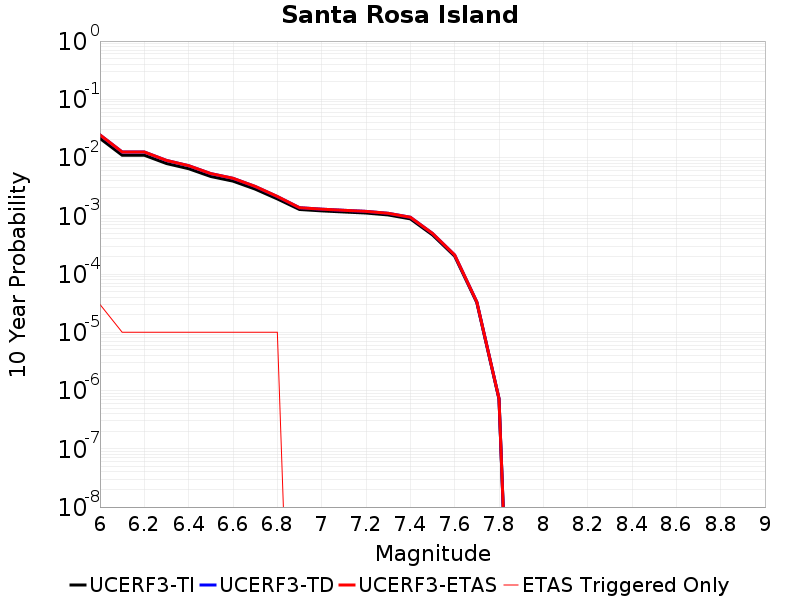 Santa Rosa Island
10 Year Probability
10^0
10^-1
10^-2
10^-3
10^-4
10^-5
10^-6
10^-7
10^-8
6 6.2 6.4 6.6 6.8 7 7.2 7.4 7.6 7.8 8 8.2 8.4 8.6 8.8 9
Magnitude
UCERF3-TI UCERF3-TD UCERF3-ETAS ETAS Triggered Only